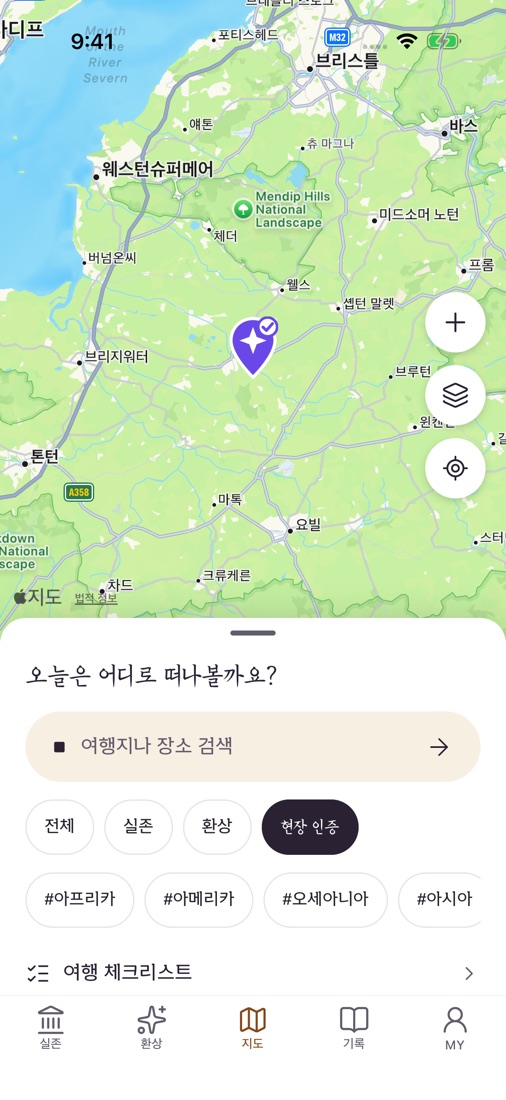 9:41
Mouth
of the
River
Severn
포티스헤드
M32
브리스틀
얘튼
츄 마그나
바스
웨스턴슈퍼메어
Mendip Hills
National
Landscape
미드소머 노턴
체더
버넘온씨
프롬
웰스
셉턴 말렛
브리지워터
브루턴
톤턴
A358
마톡
요빌
National
차드
크류케른
지도
법적 정보
오늘은 어디로 떠나볼까요?
여행지나 장소 검색
전체 실존 환상 현장 인증
#아프리카 #아메리카 #오세아니아 #아시아
여행 체크리스트
실존 환상 지도 기록 MY